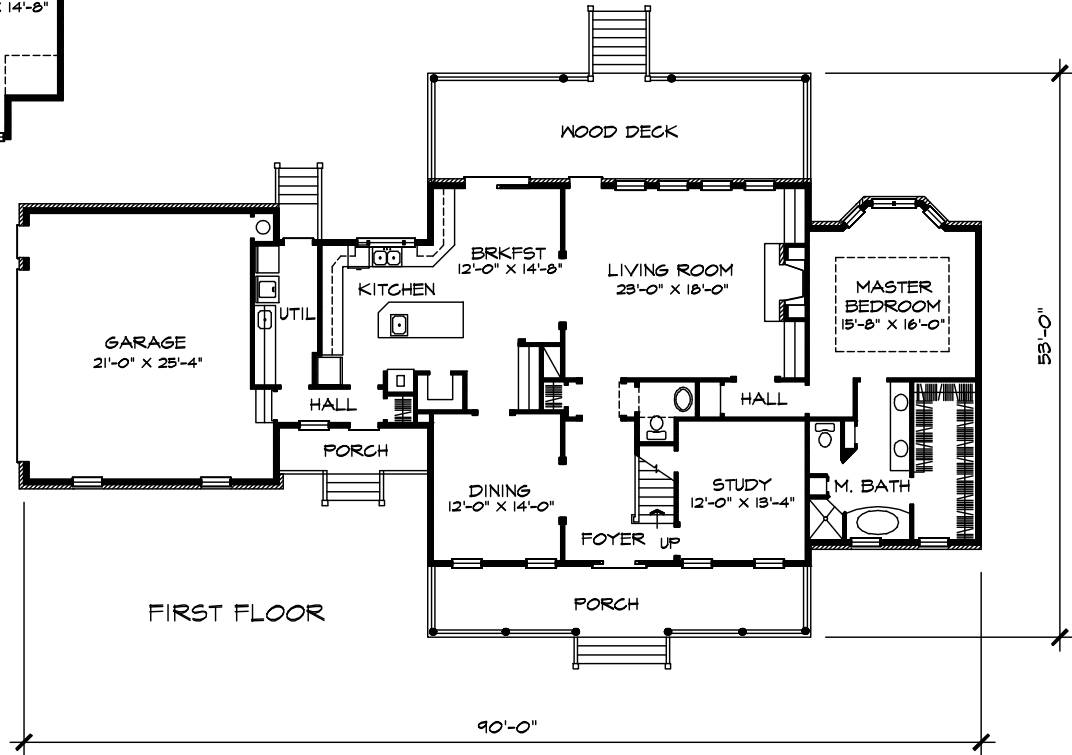 X 14'-8"
WOOD DECK
BRKFST
12'-0" X 14'-8"
LIVING ROOM
23'-0" X 18'-0"
KITCHEN
MASTER
BEDROOM
15'-8" X 16'-0"
UTIL
GARAGE
21'-0" X 25'-4"
53'-0"
HALL
HALL
PORCH
DINING
12'-0" X 14'-0"
STUDY
12'-0" X 13'-4"
M. BATH
FOYER
UP
PORCH
FIRST FLOOR
90'-0"